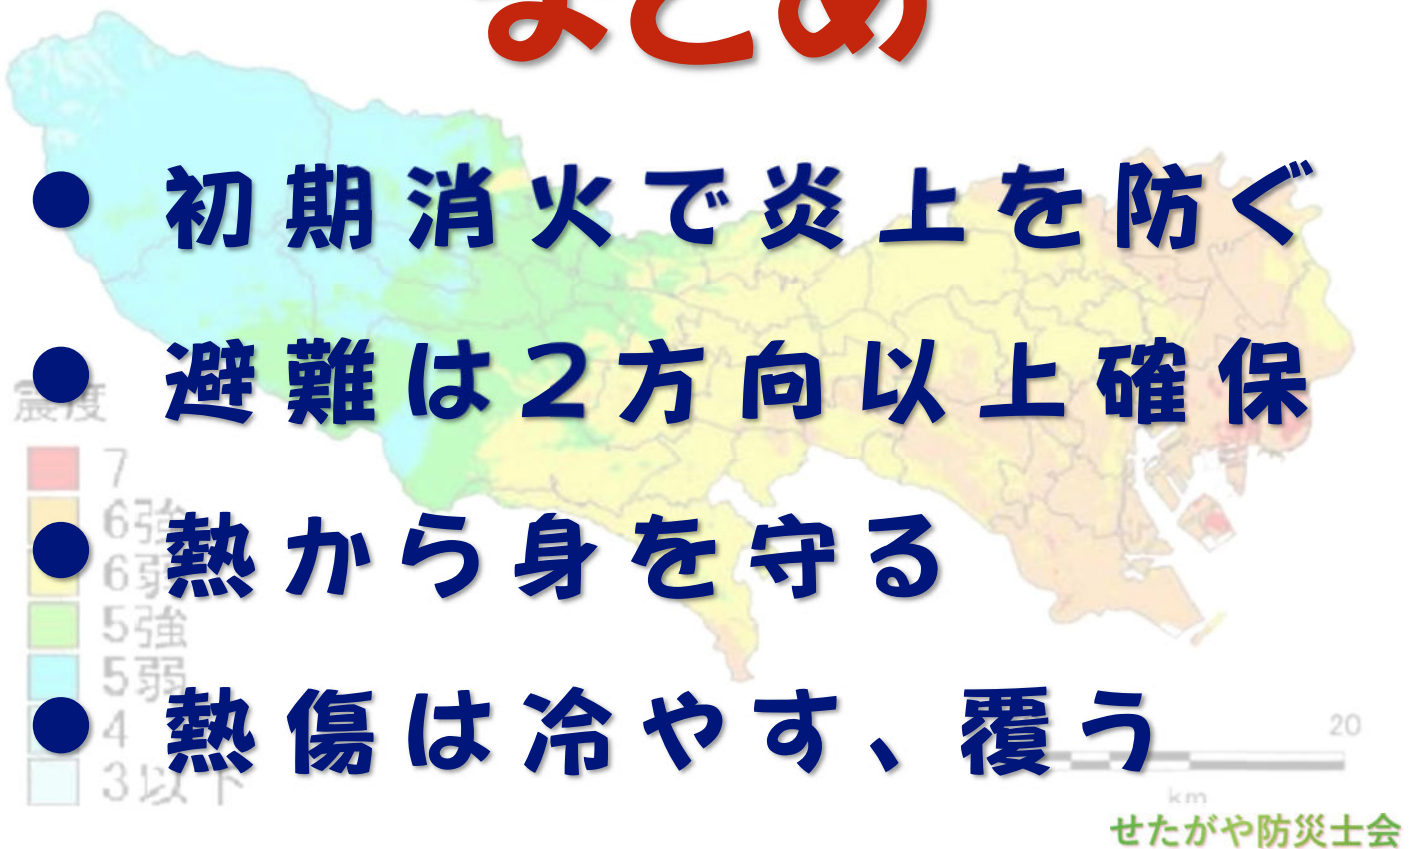 まとめ
● 初期消火で炎上を防ぐ
● 避難は2方向以上確保
● 熱から身を守る
● 熱傷は冷やす、覆う
震度
7
6強
6弱
5強
5弱
4
3以下
20
km
せたがや防災士会